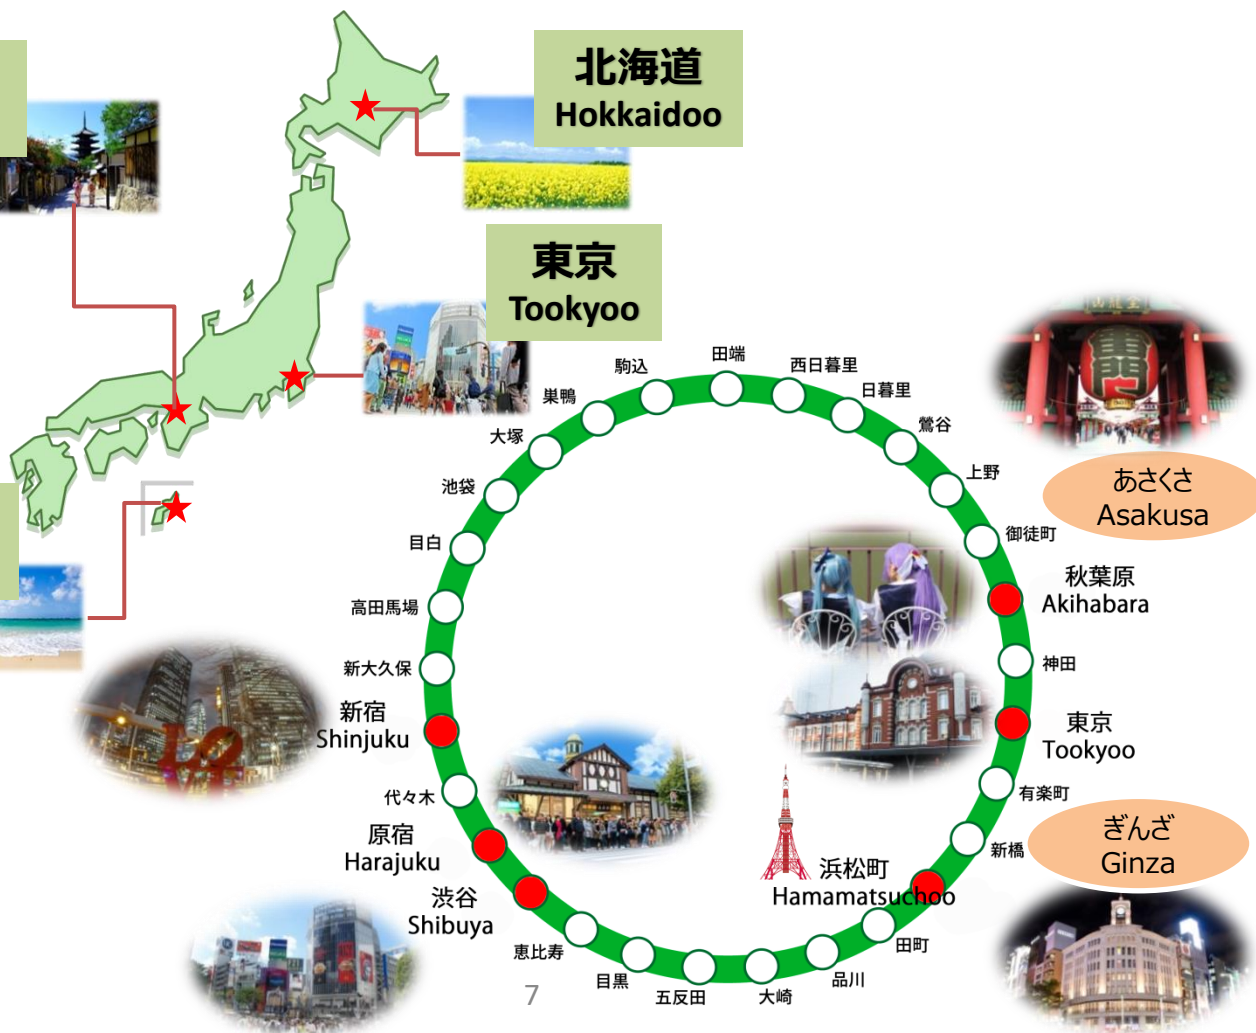 北海道
Hokkaidoo
東京
Tookyoo
田端
西日暮里
日暮里
鶯谷
上野
御徒町
秋葉原
Akihabara
神田
東京
Tookyoo
有楽町
新橋
浜松町
Hamamatsuchoo
田町
品川
大崎
五反田
目黒
恵比寿
渋谷
Shibuya
原宿
Harajuku
代々木
新宿
Shinjuku
新大久保
高田馬場
目白
池袋
大塚
巣鴨
駒込
あさくさ
Asakusa
ぎんざ
Ginza
金龍山
LOVE
7